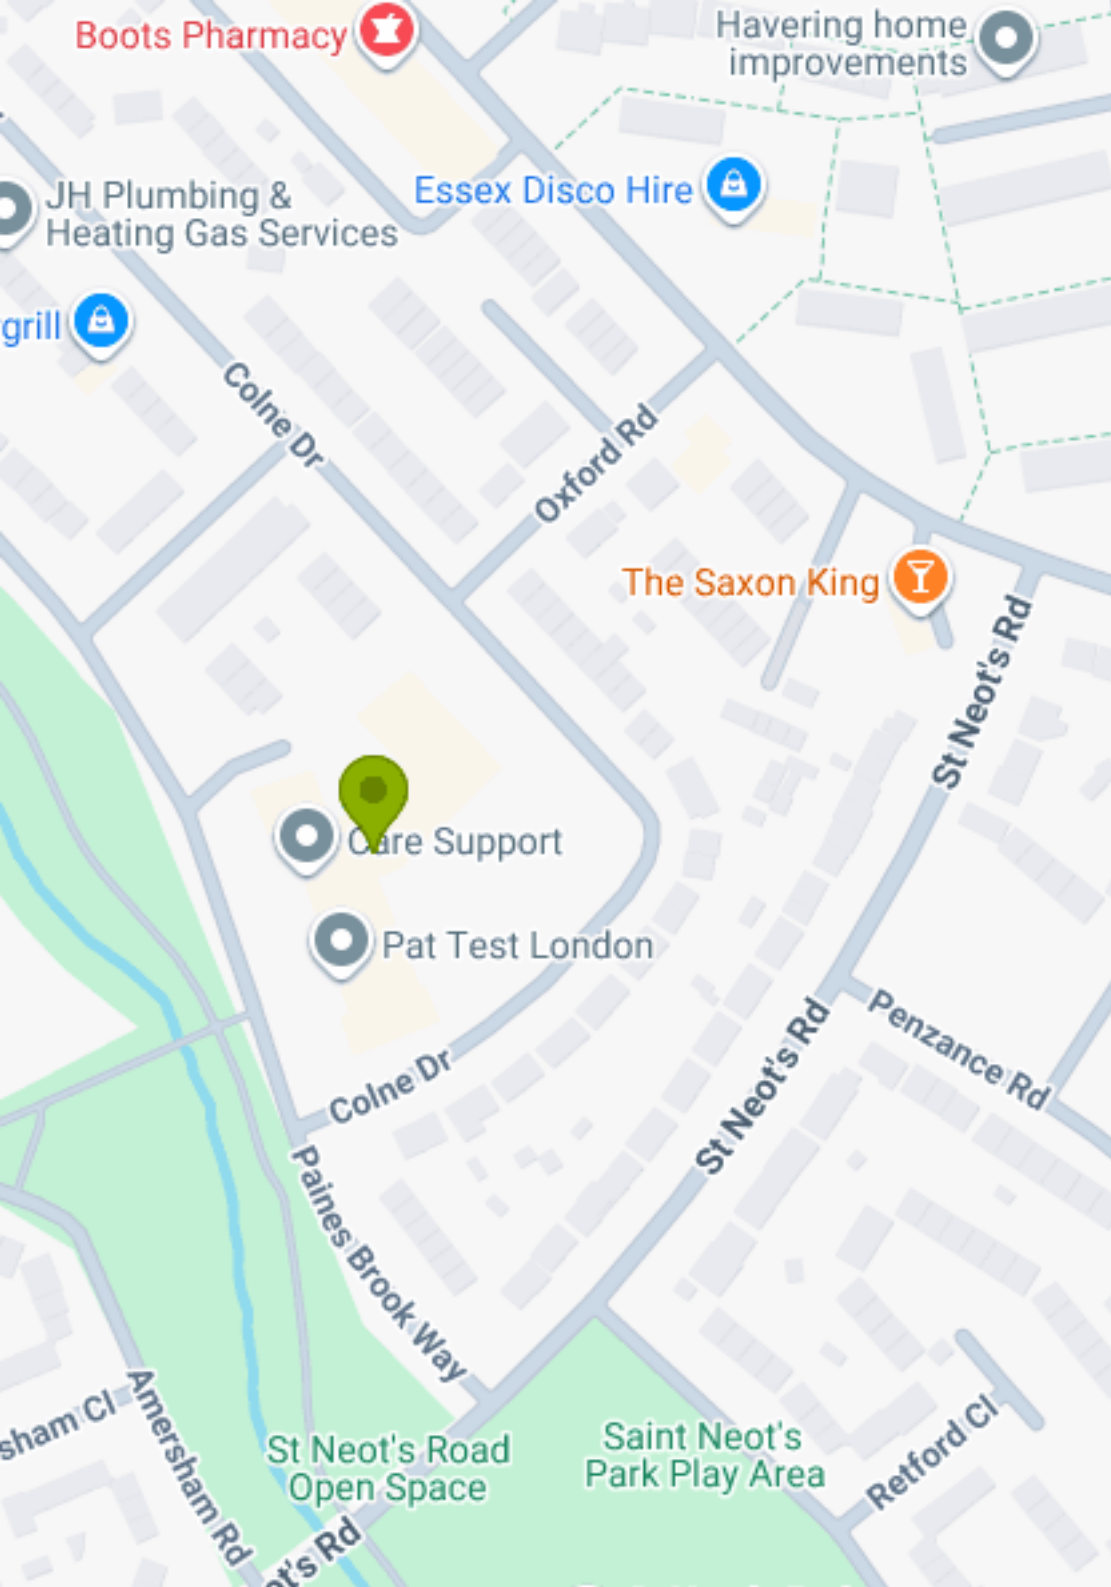 Boots Pharmacy
Havering home
improvements
JH Plumbing &
Heating Gas Services
Essex Disco Hire
grill
Colne Dr
Oxford Rd
The Saxon King
St Neot's Rd
Care Support
Pat Test London
Penzance Rd
St Neot's Rd
Colne Dr
Paines Brook Way
Amersham Rd
sham Cl
St Neot's Road
Open Space
Saint Neot's
Park Play Area
Retford Cl
ot's Rd